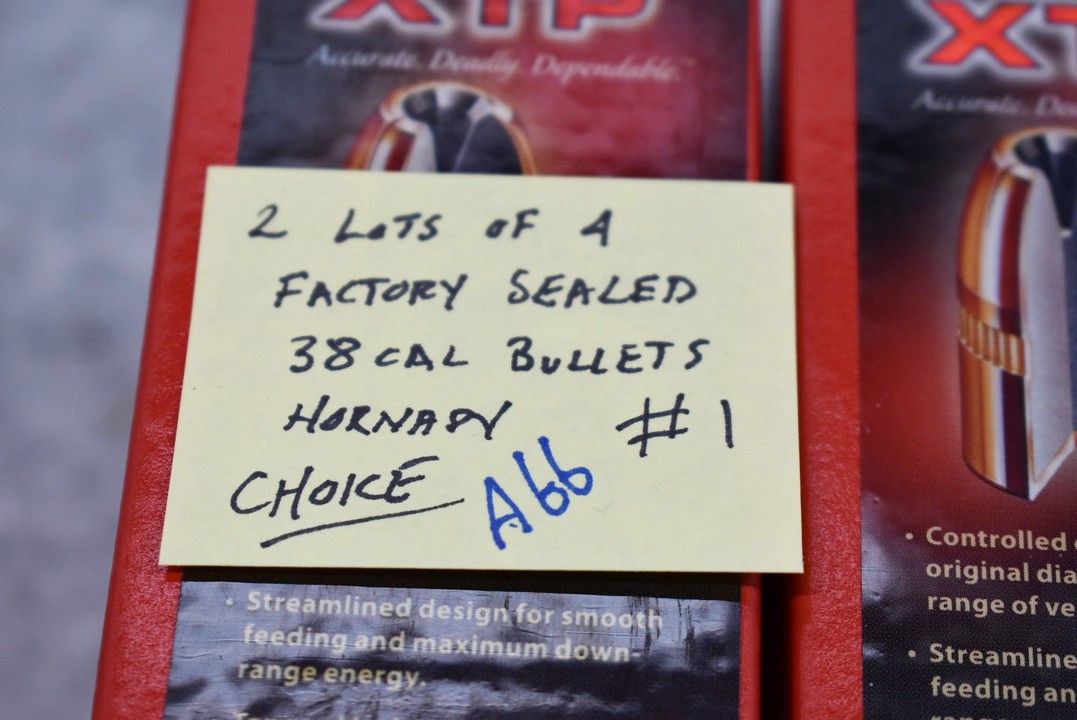 XTP
Accurate. Deadly. Dependable.™
2 LOTS OF 4
FACTORY SEALED
38 CAL BULLETS
HORNADY #1
CHOICE
A66
• Streamlined design for smooth
feeding and maximum down-
range energy.
XT
Accurate. De
• Controlled
original dia
range of ve
• Streamline
feeding an